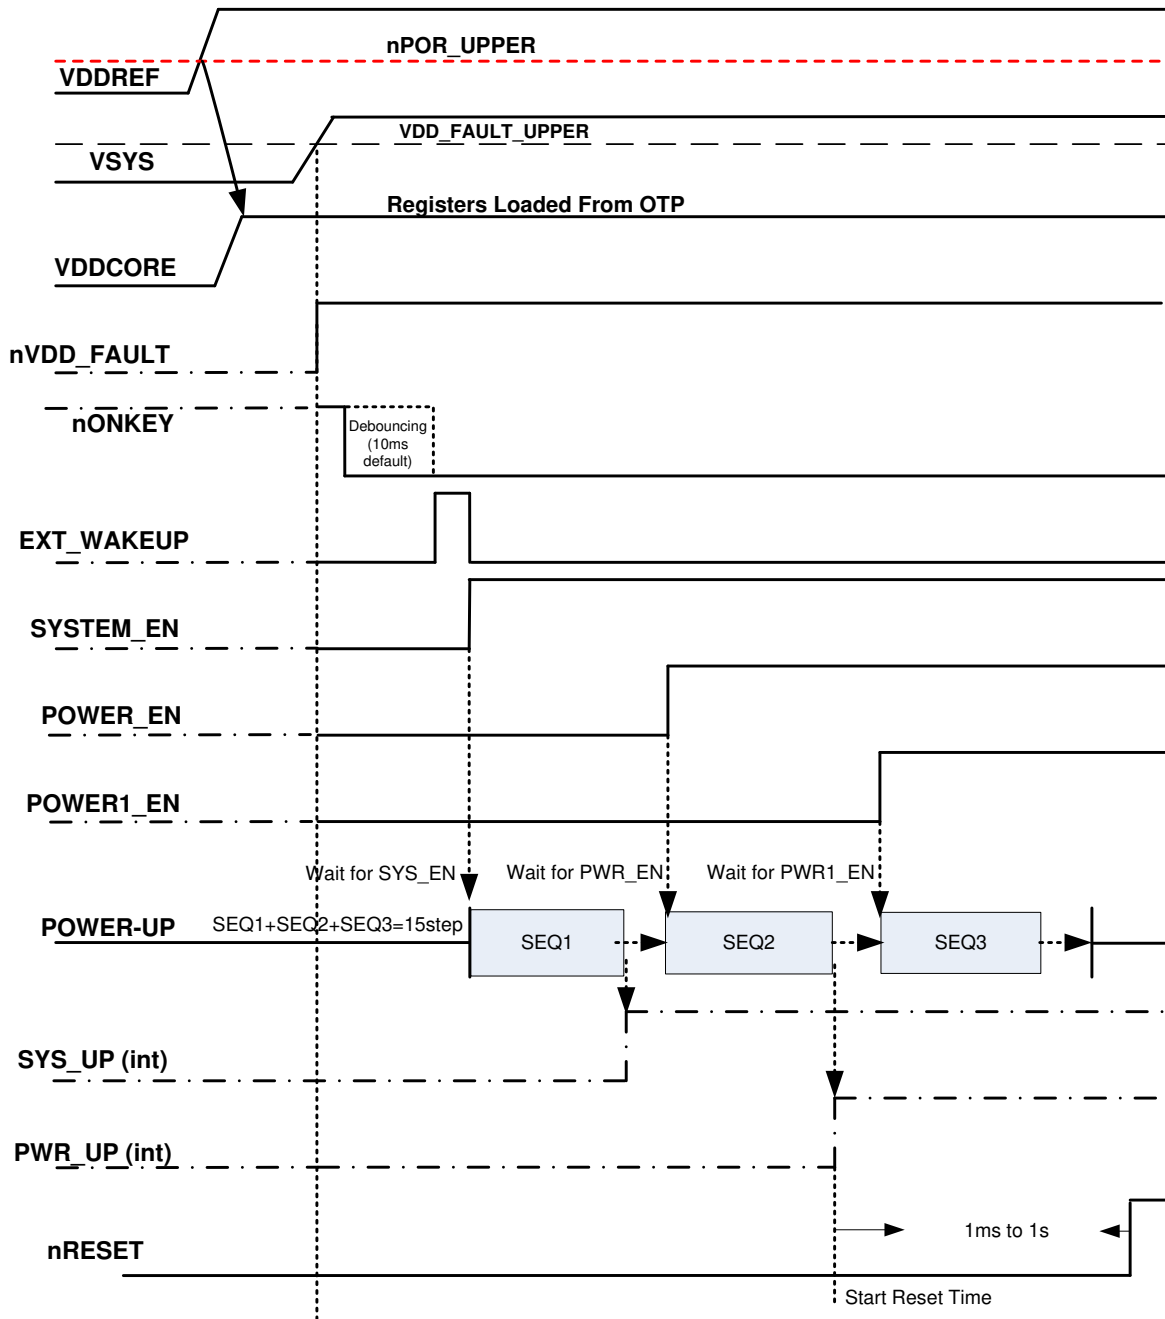 nPOR_UPPER
VDDREF
VDD_FAULT_UPPER
VSYS
Registers Loaded From OTP
VDDCORE
nVDD_FAULT
nONKEY
Debouncing
(10ms
default)
EXT_WAKEUP
SYSTEM_EN
POWER_EN
POWER1_EN
Wait for SYS_EN
Wait for PWR_EN
Wait for PWR1_EN
POWER-UP
SEQ1+SEQ2+SEQ3=15step
SEQ1
SEQ2
SEQ3
SYS_UP (int)
PWR_UP (int)
1ms to 1s
nRESET
Start Reset Time